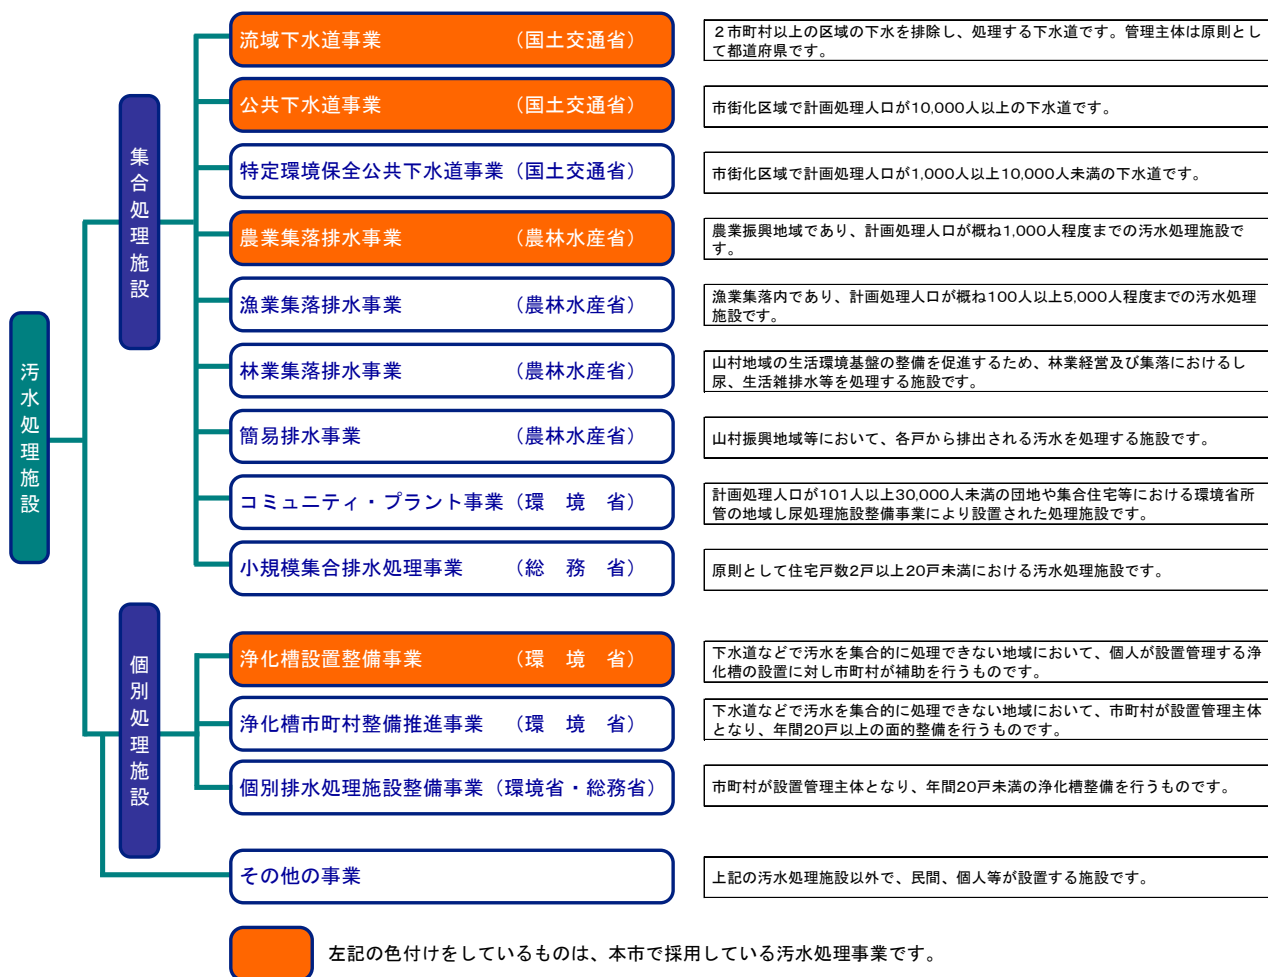 汚水処理施設
集合処理施設
流域下水道事業 （国土交通省）
２市町村以上の区域の下水を排除し、処理する下水道です。管理主体は原則とし
て都道府県です。
公共下水道事業 （国土交通省）
市街化区域で計画処理人口が10,000人以上の下水道です。
特定環境保全公共下水道事業（国土交通省）
市街化区域で計画処理人口が1,000人以上10,000人未満の下水道です。
農業集落排水事業 （農林水産省）
農業振興地域であり、計画処理人口が概ね1,000人程度までの汚水処理施設で
す。
漁業集落排水事業 （農林水産省）
漁業集落内であり、計画処理人口が概ね100人以上5,000人程度までの汚水処理
施設です。
林業集落排水事業 （農林水産省）
山村地域の生活環境基盤の整備を促進するため、林業経営及び集落におけるし
尿、生活雑排水等を処理する施設です。
簡易排水事業 （農林水産省）
山村振興地域等において、各戸から排出される汚水を処理する施設です。
コミュニティ・プラント事業（環　境　省）
計画処理人口が101人以上30,000人未満の団地や集合住宅等における環境省所
管の地域し尿処理施設整備事業により設置された処理施設です。
小規模集合排水処理事業 （総　務　省）
原則として住宅戸数2戸以上20戸未満における汚水処理施設です。
個別処理施設
浄化槽設置整備事業 （環　境　省）
下水道などで汚水を集合的に処理できない地域において、個人が設置管理する浄
化槽の設置に対し市町村が補助を行うものです。
浄化槽市町村整備推進事業 （環　境　省）
下水道などで汚水を集合的に処理できない地域において、市町村が設置管理主体
となり、年間20戸以上の面的整備を行うものです。
個別排水処理施設整備事業（環境省・総務省）
市町村が設置管理主体となり、年間20戸未満の浄化槽整備を行うものです。
その他の事業
上記の汚水処理施設以外で、民間、個人等が設置する施設です。
左記の色付けをしているものは、本市で採用している汚水処理事業です。